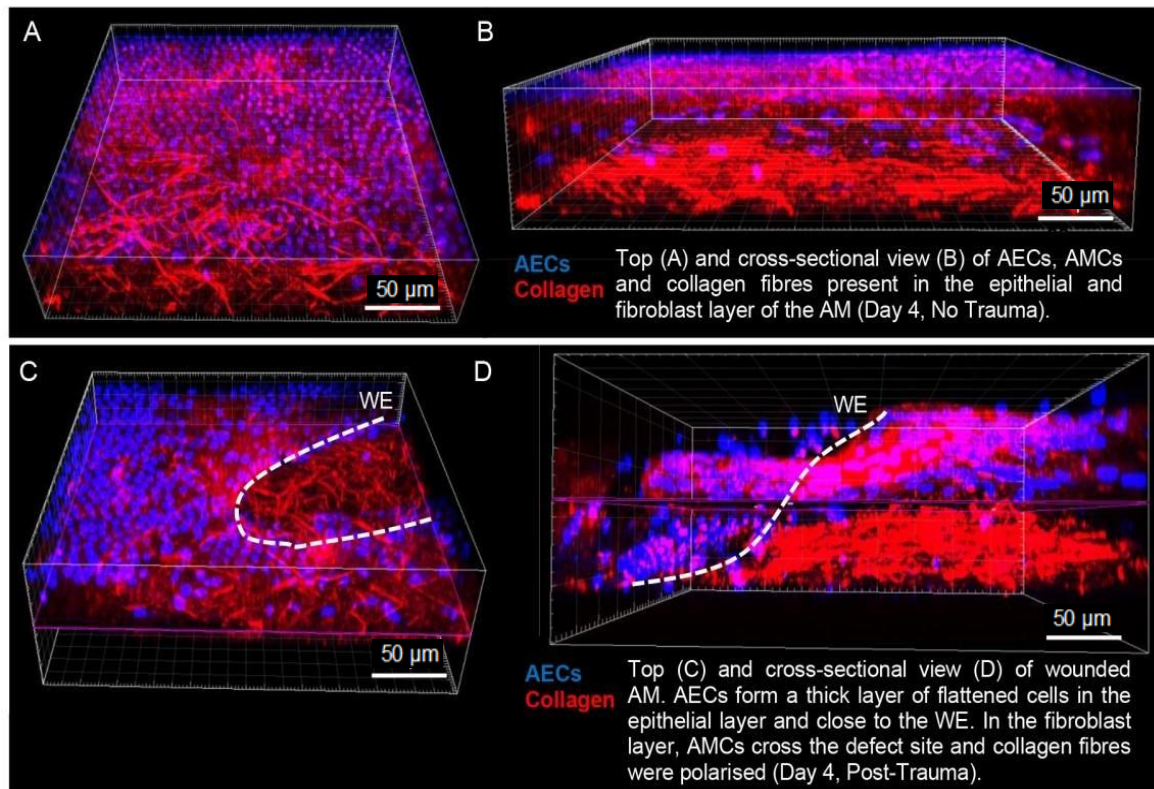 A
B
50 µm
50 µm
AECs
Collagen
Top (A) and cross-sectional view (B) of AECs, AMCs
and collagen fibres present in the epithelial and
fibroblast layer of the AM (Day 4, No Trauma).
C
WE
50 µm
D
WE
50 µm
AECs
Collagen
Top (C) and cross-sectional view (D) of wounded
AM. AECs form a thick layer of flattened cells in the
epithelial layer and close to the WE. In the fibroblast
layer, AMCs cross the defect site and collagen fibres
were polarised (Day 4, Post-Trauma).